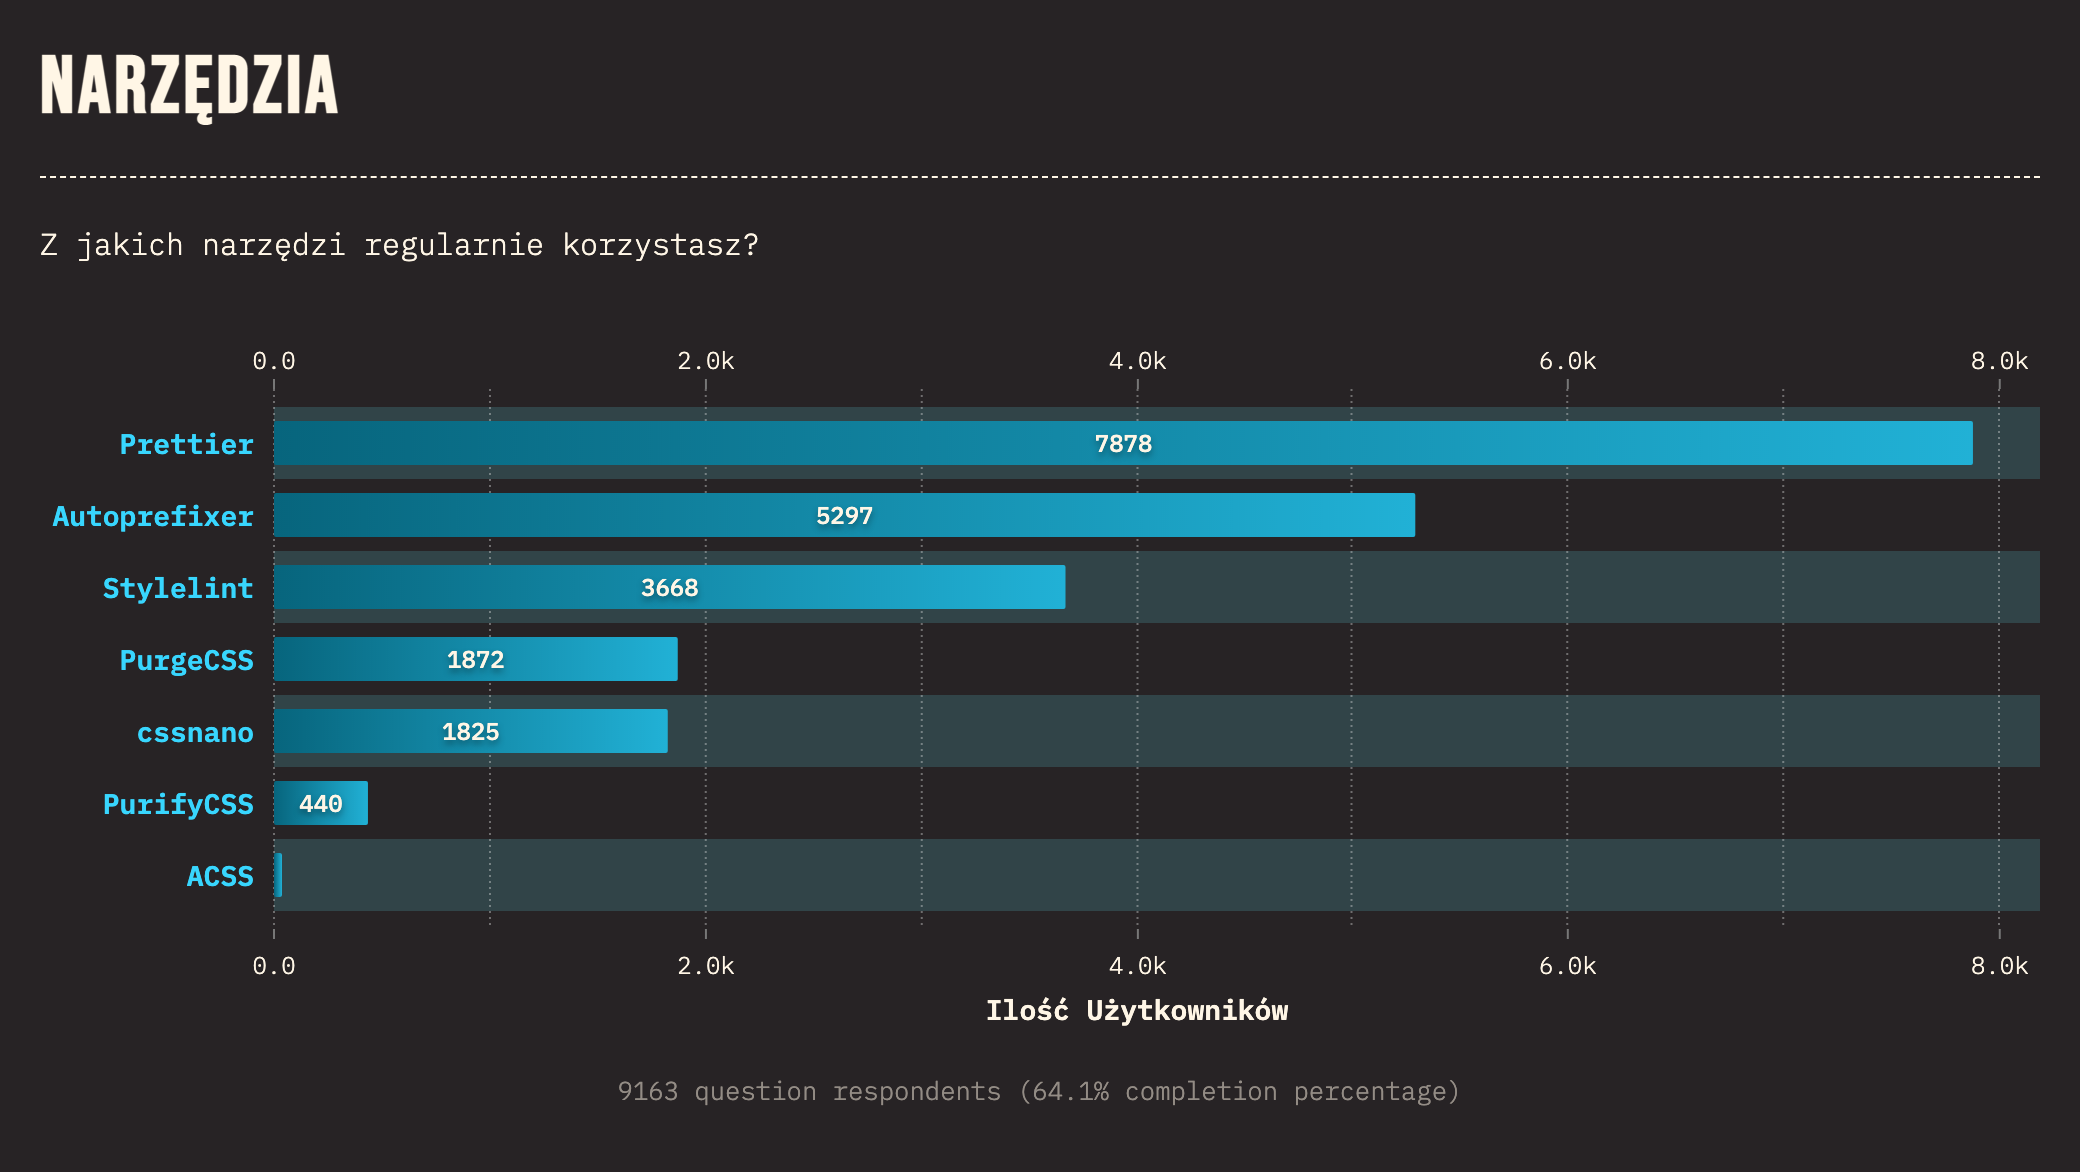 NARZĘDZIA
Z jakich narzędzi regularnie korzystasz?
0.0 2.0k 4.0k 6.0k 8.0k
Prettier 7878
Autoprefixer 5297
Stylelint 3668
PurgeCSS 1872
cssnano 1825
PurifyCSS 440
ACSS
0.0 2.0k 4.0k 6.0k 8.0k
Ilość Użytkowników
9163 question respondents (64.1% completion percentage)